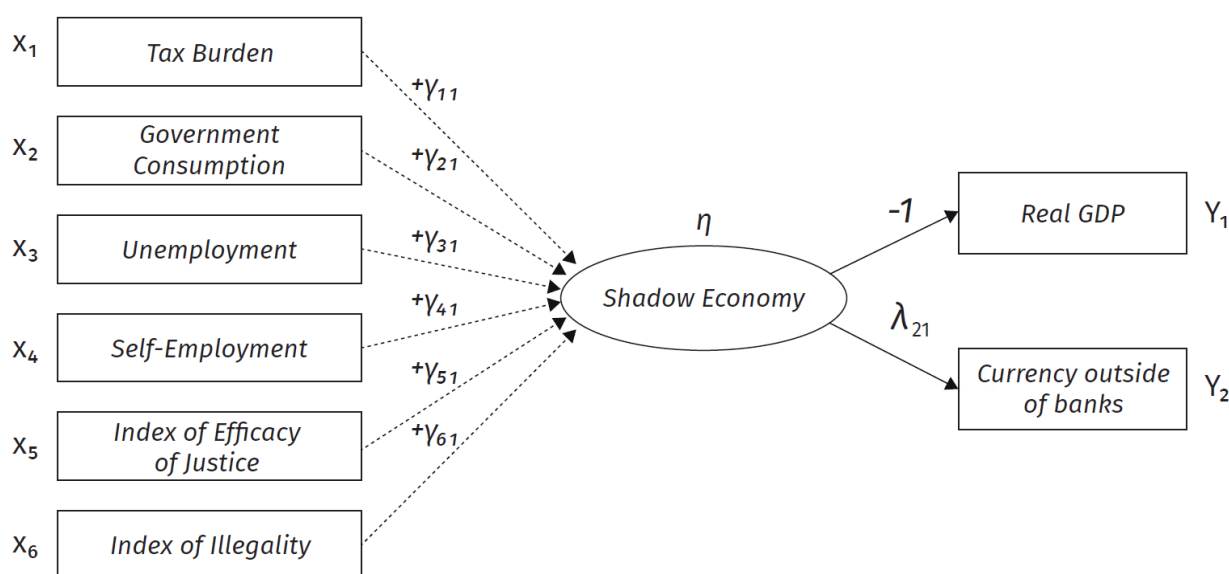 X₁ Tax Burden
+γ₁₁
X₂ Government
Consumption
+γ₂₁
X₃ Unemployment
+γ₃₁
X₄ Self-Employment
+γ₄₁
X₅ Index of Efficacy
of Justice
+γ₅₁
X₆ Index of Illegality
+γ₆₁
η
Shadow Economy
-1
Real GDP Y₁
λ₂₁
Currency outside
of banks Y₂